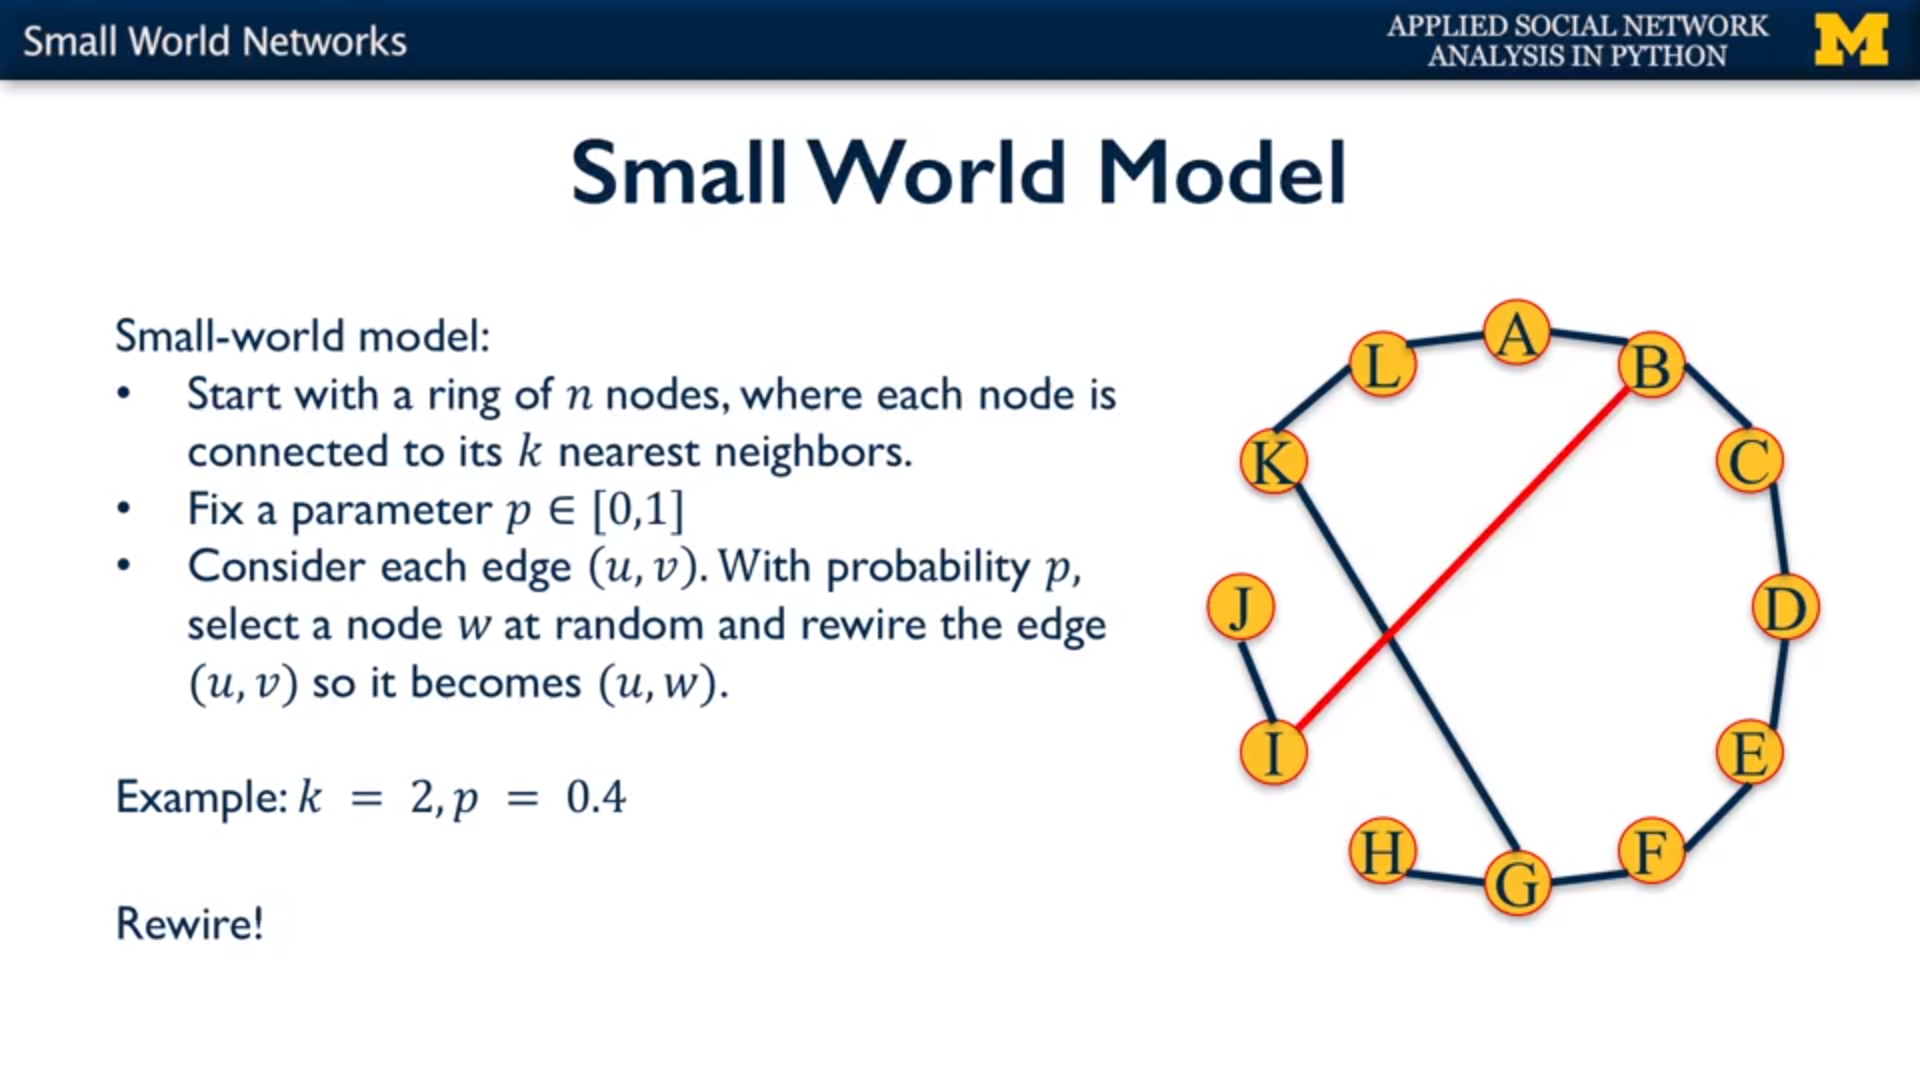 Small World Networks
APPLIED SOCIAL NETWORK
ANALYSIS IN PYTHON
M
Small World Model
Small-world model:
• Start with a ring of n nodes, where each node is
connected to its k nearest neighbors.
• Fix a parameter p ∈ [0,1]
• Consider each edge (u, v). With probability p,
select a node w at random and rewire the edge
(u, v) so it becomes (u, w).
Example: k = 2, p = 0.4
Rewire!
A
B
C
D
E
F
G
H
I
J
K
L